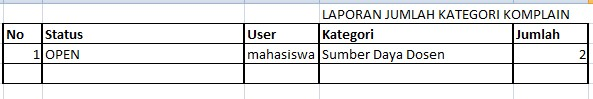 LAPORAN JUMLAH KATEGORI KOMPLAIN
No Status User Kategori Jumlah
1 OPEN mahasiswa Sumber Daya Dosen 2